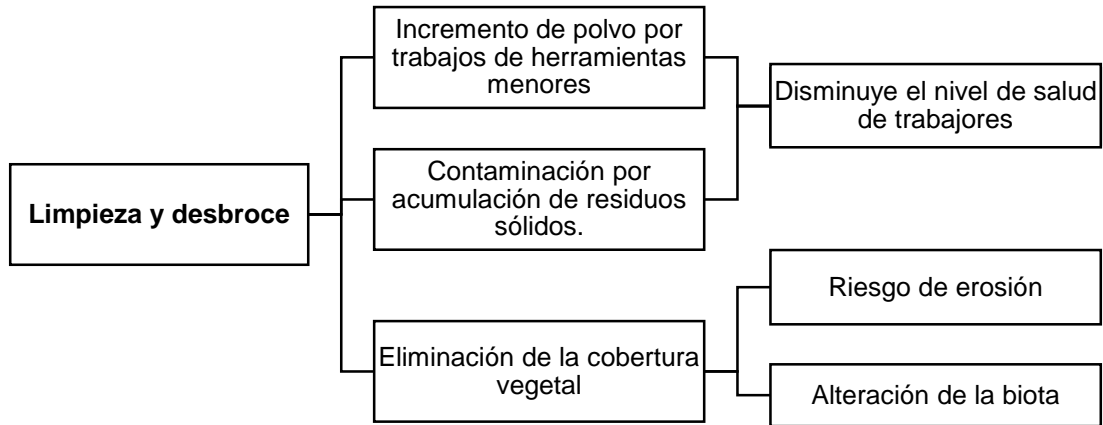 Incremento de polvo por
trabajos de herramientas
menores
Disminuye el nivel de salud
de trabajores
Limpieza y desbroce
Contaminación por
acumulación de residuos
sólidos.
Eliminación de la cobertura
vegetal
Riesgo de erosión
Alteración de la biota